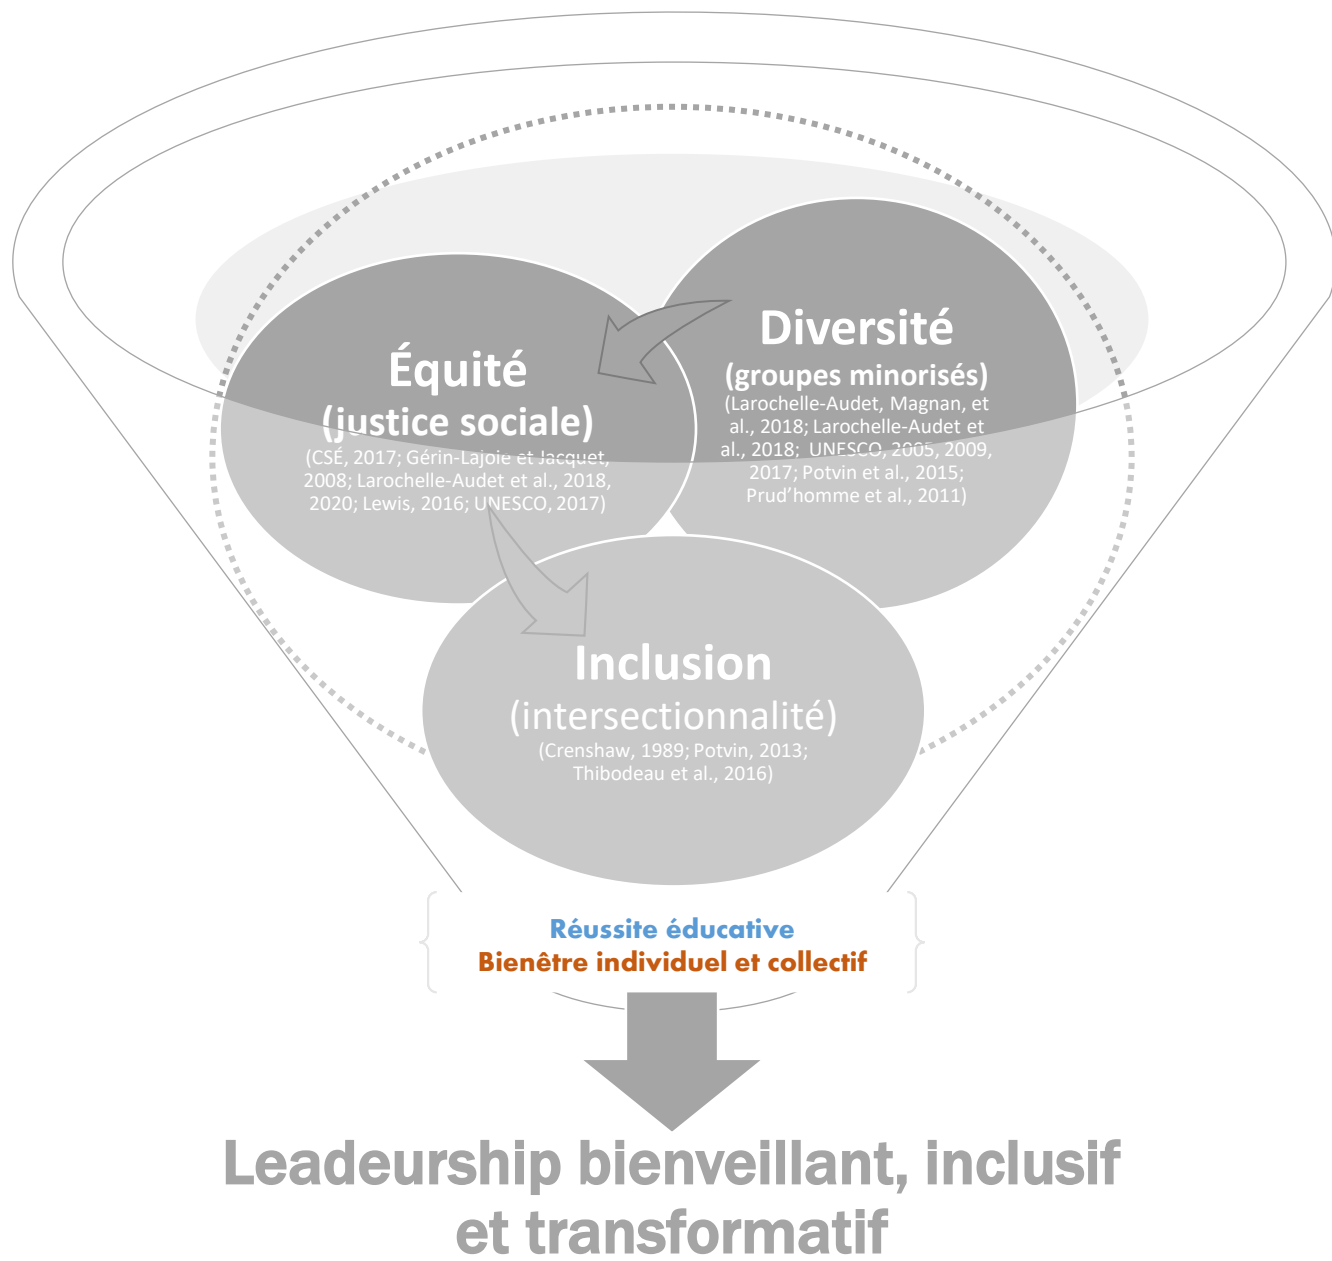 Équité
(justice sociale)
(CSÉ, 2017; Gérin-Lajoie et Jacquet,
2008; Larochelle-Audet et al., 2018,
2020; Lewis, 2016; UNESCO, 2017)
Diversité
(groupes minorisés)
(Larochelle-Audet, Magnan, et
al., 2018; Larochelle-Audet et
al., 2018; UNESCO, 2005, 2009,
2017; Potvin et al., 2015;
Prud'homme et al., 2011)
Inclusion
(intersectionnalité)
(Crenshaw, 1989; Potvin, 2013;
Thibodeau et al., 2016)
Réussite éducative
Bienêtre individuel et collectif
Leadeurship bienveillant, inclusif
et transformatif